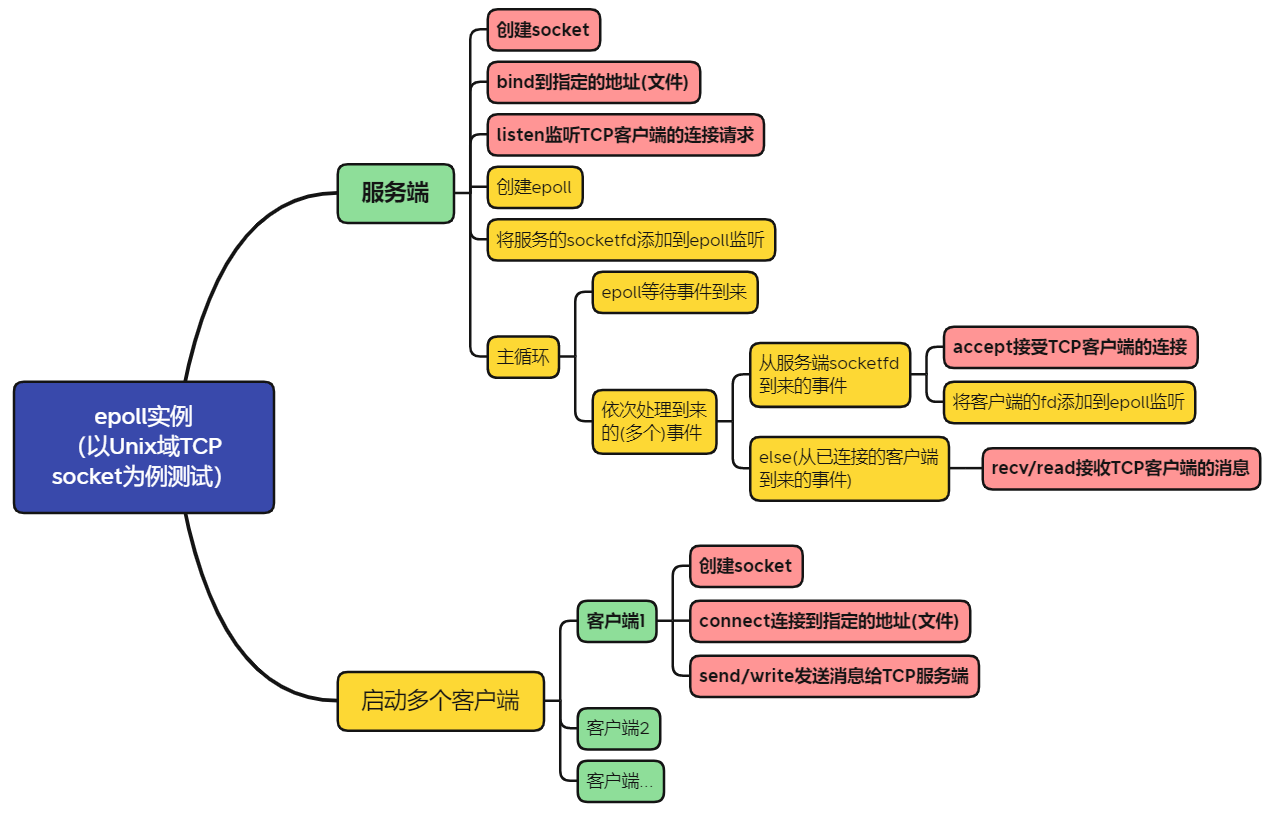 epoll实例
（以Unix域TCP
socket为例测试）
服务端
创建socket
bind到指定的地址(文件)
listen监听TCP客户端的连接请求
创建epoll
将服务的socketfd添加到epoll监听
主循环
epoll等待事件到来
依次处理到来
的(多个)事件
从服务端socketfd
到来的事件
accept接受TCP客户端的连接
将客户端的fd添加到epoll监听
else(从已连接的客户端
到来的事件)
recv/read接收TCP客户端的消息
启动多个客户端
客户端1
创建socket
connect连接到指定的地址(文件)
send/write发送消息给TCP服务端
客户端2
客户端...